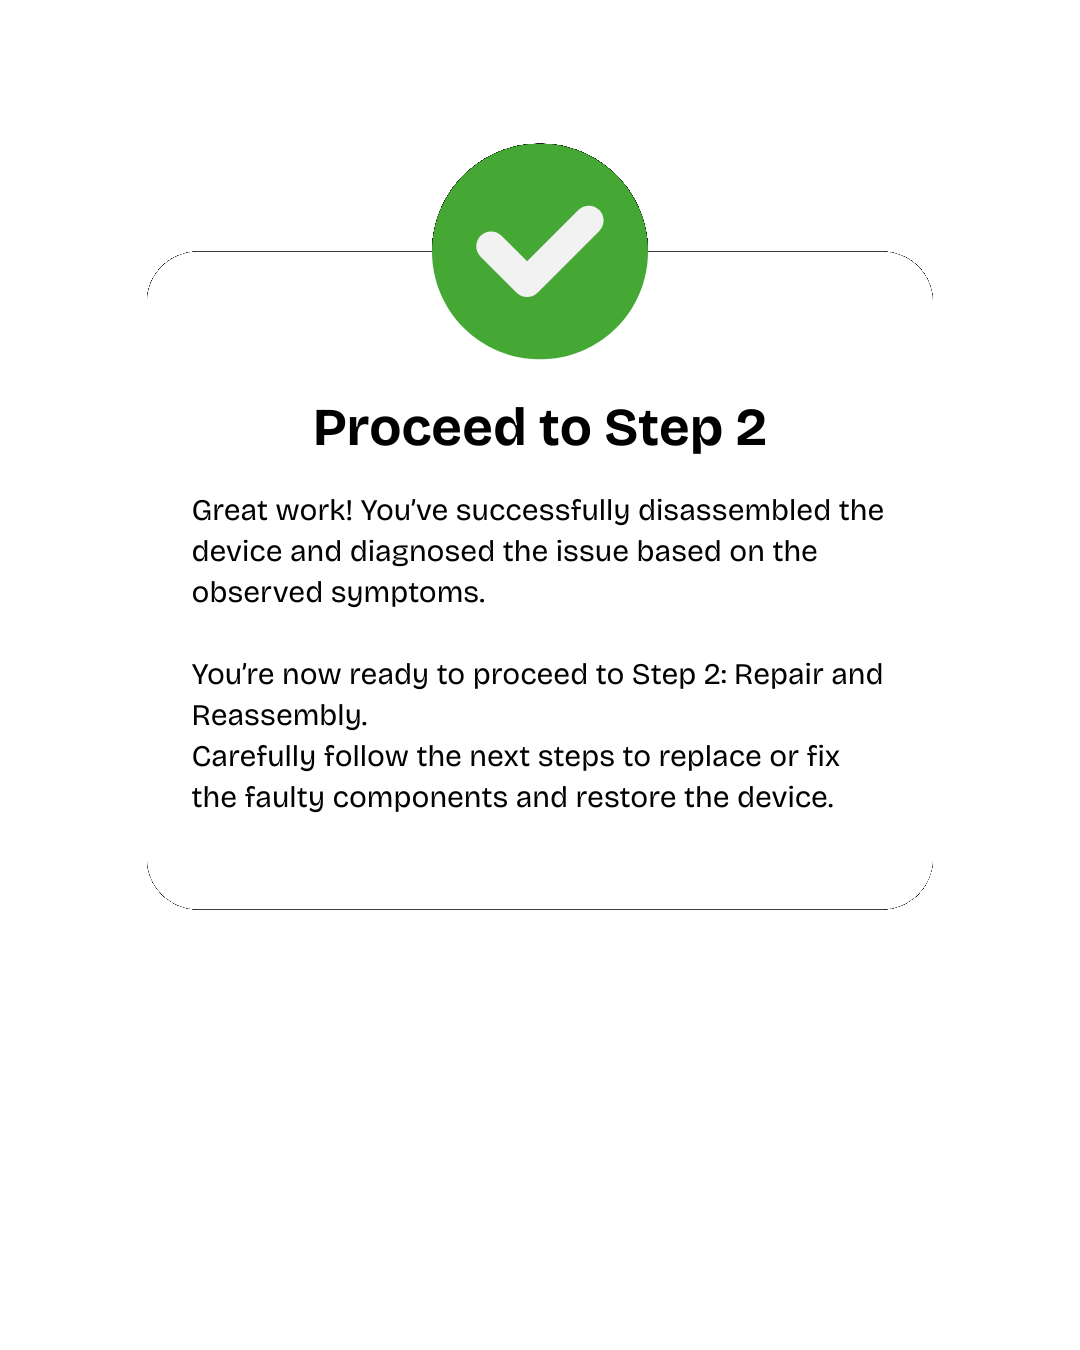 Proceed to Step 2
Great work! You’ve successfully disassembled the
device and diagnosed the issue based on the
observed symptoms.
You’re now ready to proceed to Step 2: Repair and
Reassembly.
Carefully follow the next steps to replace or fix
the faulty components and restore the device.